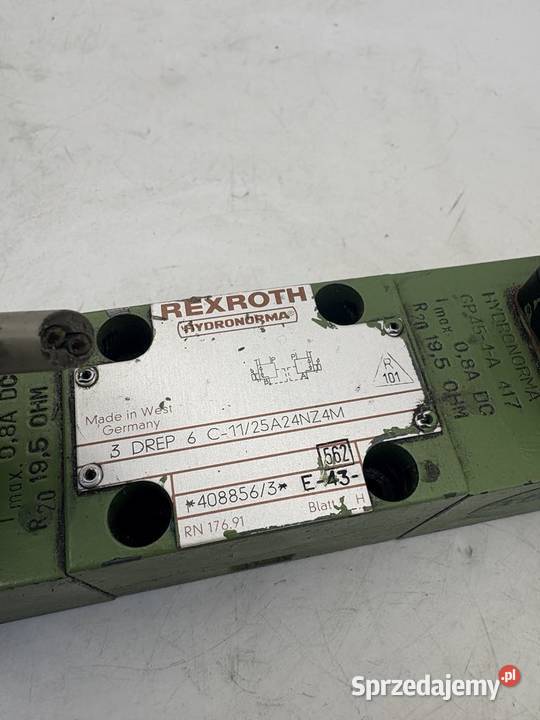 REXROTH
HYDRONORMA
R
101
Made in West
Germany
3 DREP 6 C-11/25A24NZ4M
562
*408856/3* E-43-
RN 176.91 Blatt H
I max. 0,8A DC
R20 19,5 OHM
HYDRONORMA
GP45-4-A 417
I max. 0,8A DC
R20 19,5 OHM
Sprzedajemy.pl